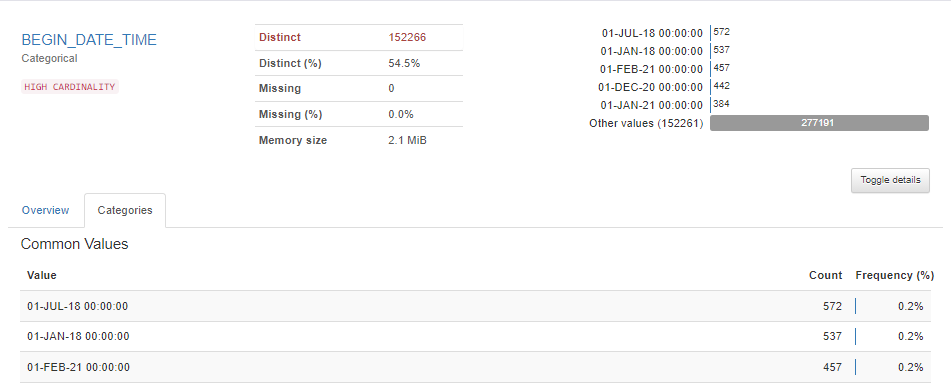 BEGIN_DATE_TIME
Categorical
HIGH CARDINALITY
Distinct 152266
Distinct (%) 54.5%
Missing 0
Missing (%) 0.0%
Memory size 2.1 MiB
01-JUL-18 00:00:00 572
01-JAN-18 00:00:00 537
01-FEB-21 00:00:00 457
01-DEC-20 00:00:00 442
01-JAN-21 00:00:00 384
Other values (152261) 277191
Toggle details
Overview Categories
Common Values
Value Count Frequency (%)
01-JUL-18 00:00:00 572 0.2%
01-JAN-18 00:00:00 537 0.2%
01-FEB-21 00:00:00 457 0.2%